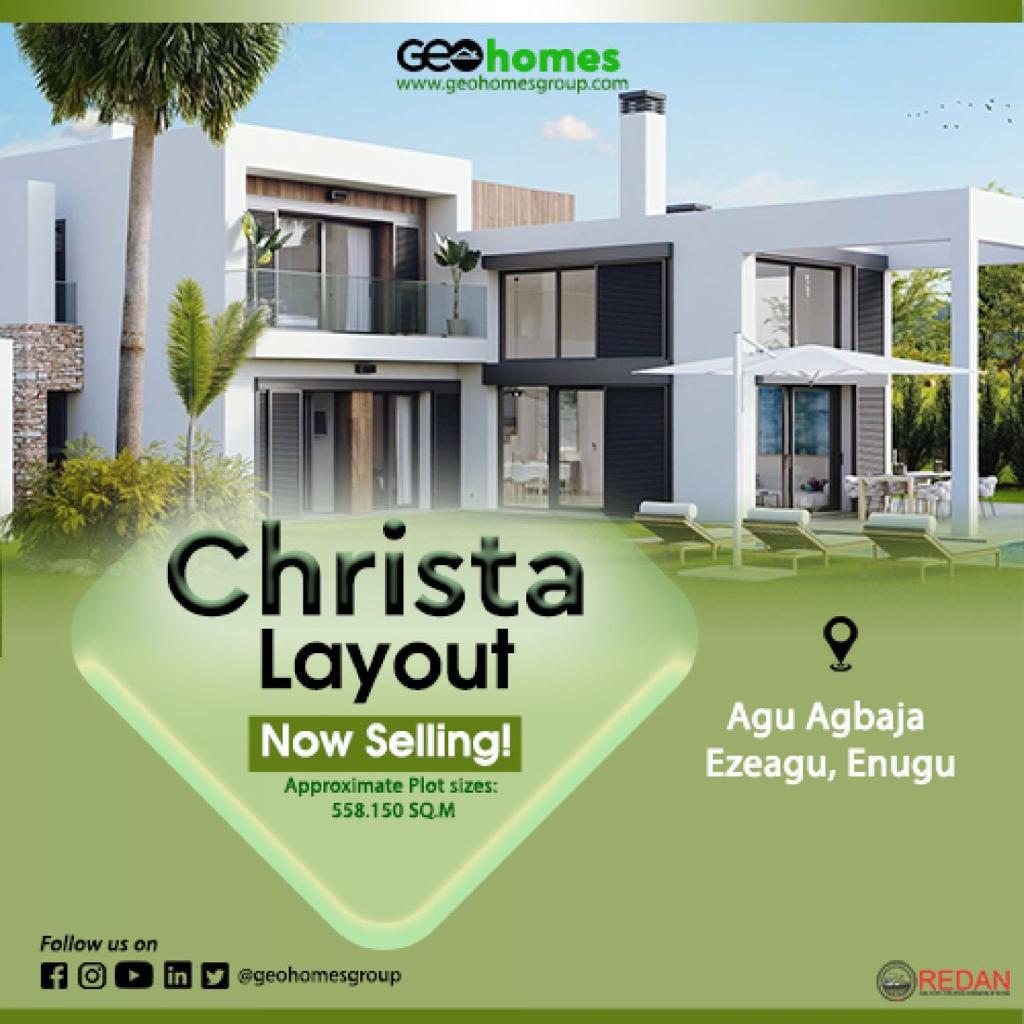 GEOhomes
www.geohomesgroup.com
Christa
Layout
Now Selling!
Approximate Plot sizes:
558.150 SQ.M
Agu Agbaja
Ezeagu, Enugu
Follow us on
@geohomesgroup
REDAN